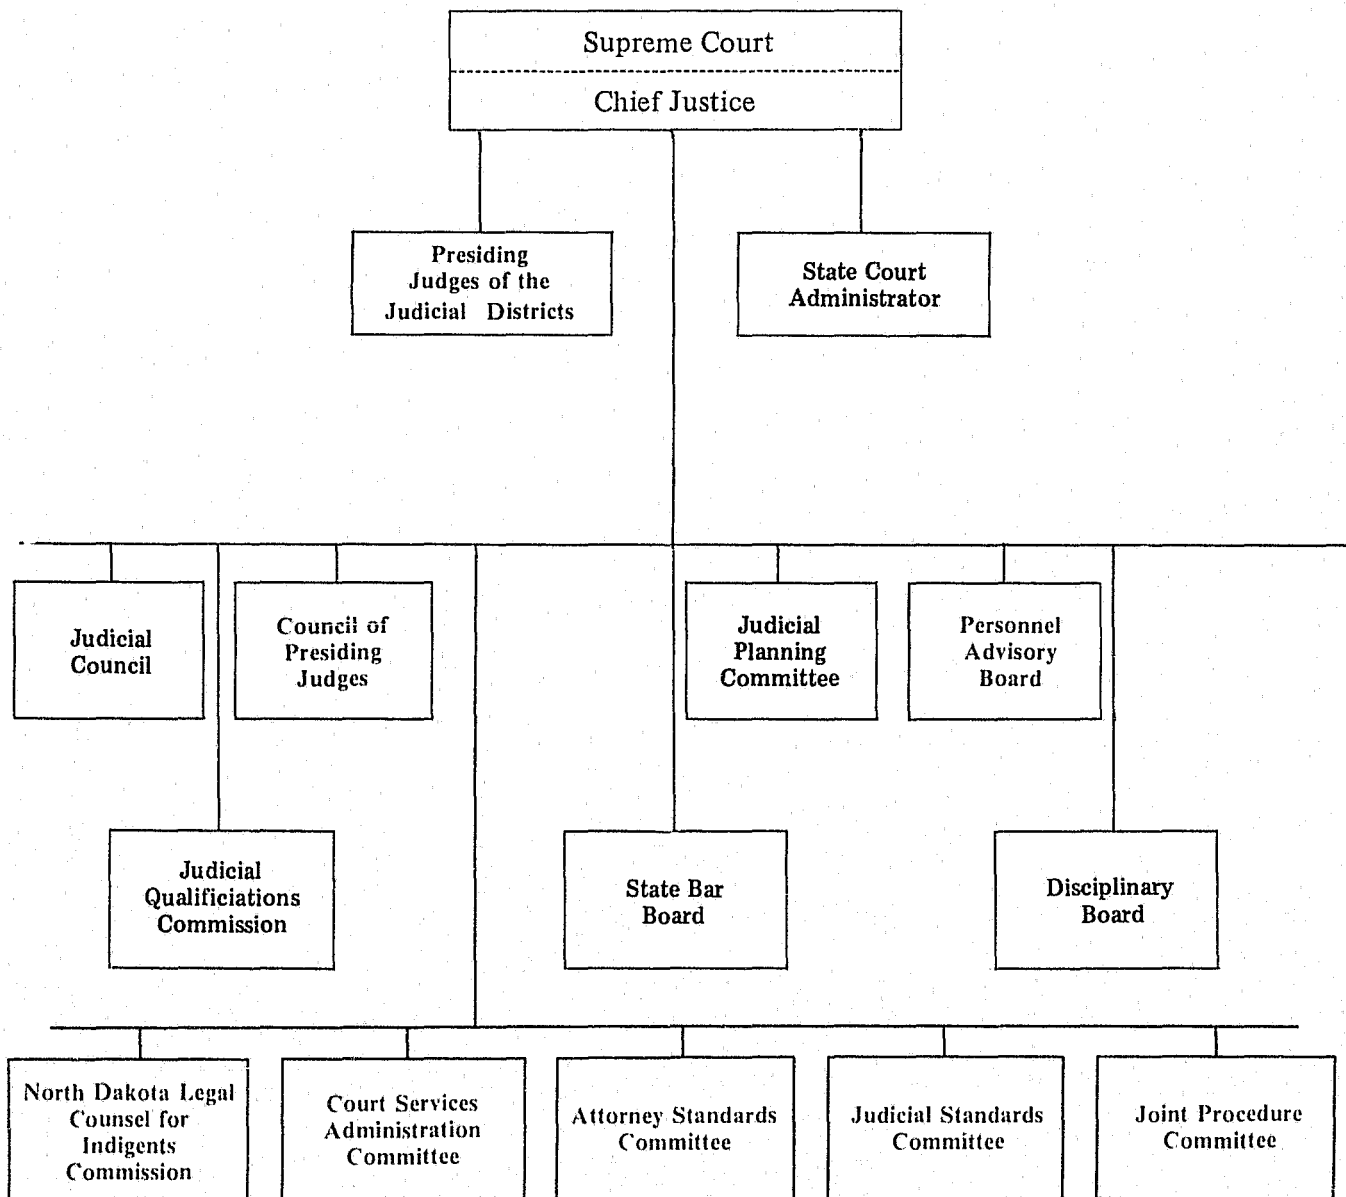 Supreme Court
Chief Justice
Presiding
Judges of the
Judicial Districts
State Court
Administrator
Judicial
Council
Council of
Presiding
Judges
Judicial
Planning
Committee
Personnel
Advisory
Board
Judicial
Qualificiations
Commission
State Bar
Board
Disciplinary
Board
North Dakota Legal
Counsel for
Indigents
Commission
Court Services
Administration
Committee
Attorney Standards
Committee
Judicial Standards
Committee
Joint Procedure
Committee